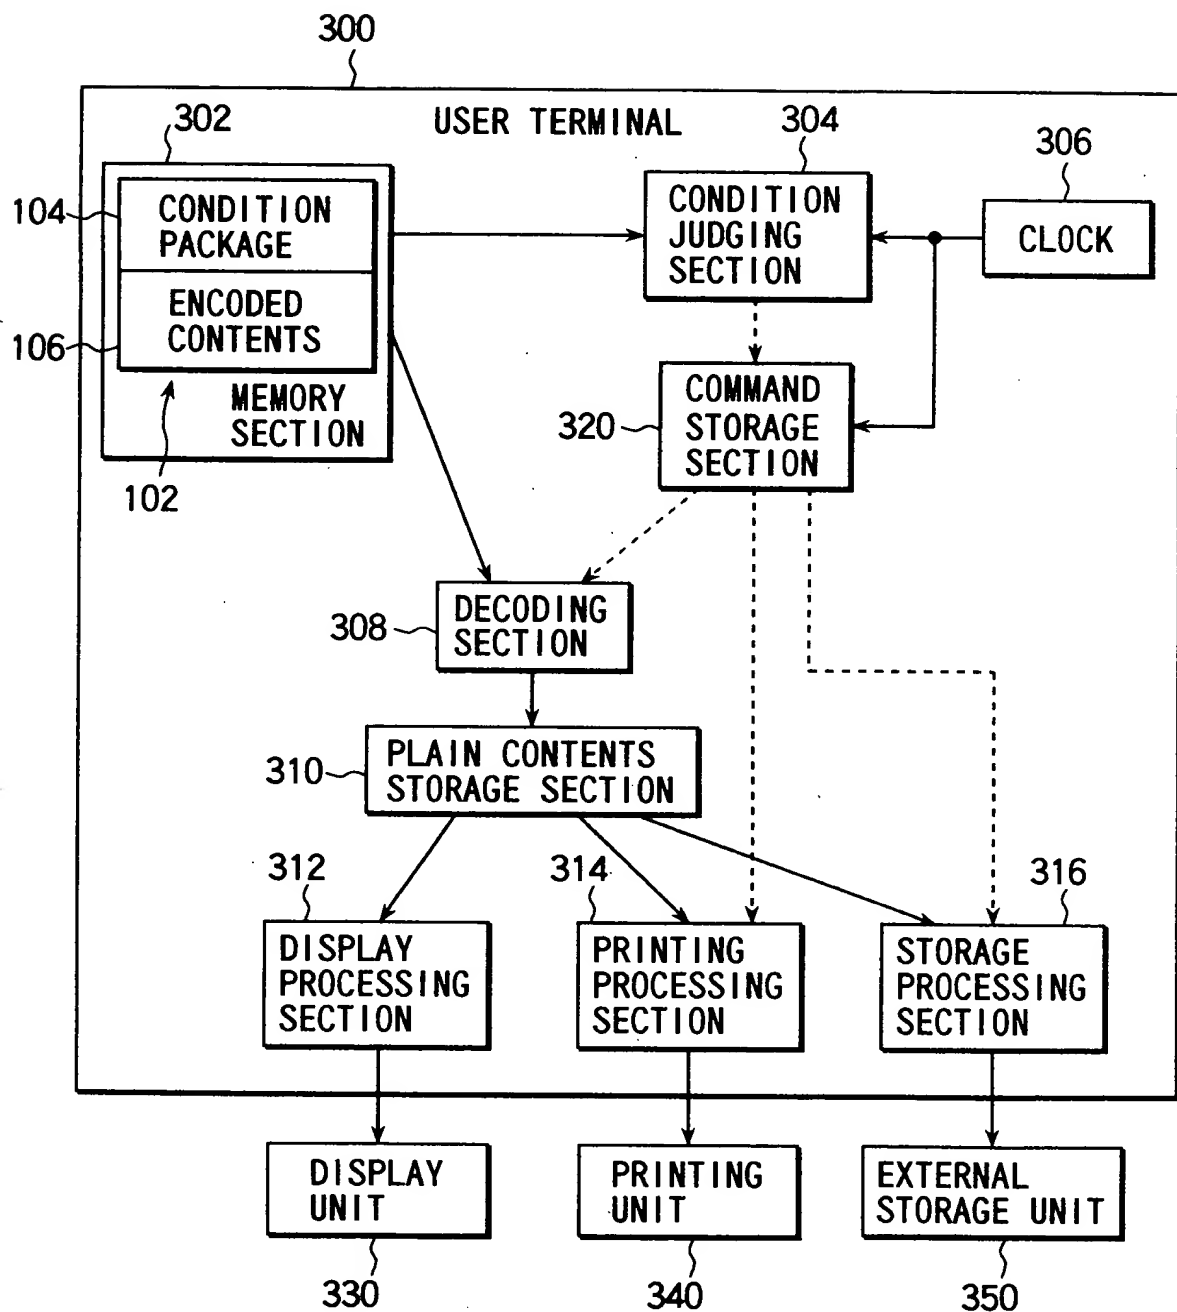 300
302
USER TERMINAL
304
306
104
CONDITION
PACKAGE
CONDITION
JUDGING
SECTION
CLOCK
106
ENCODED
CONTENTS
102
MEMORY
SECTION
320
COMMAND
STORAGE
SECTION
308
DECODING
SECTION
310
PLAIN CONTENTS
STORAGE SECTION
312
314
316
DISPLAY
PROCESSING
SECTION
PRINTING
PROCESSING
SECTION
STORAGE
PROCESSING
SECTION
DISPLAY
UNIT
PRINTING
UNIT
EXTERNAL
STORAGE UNIT
330
340
350